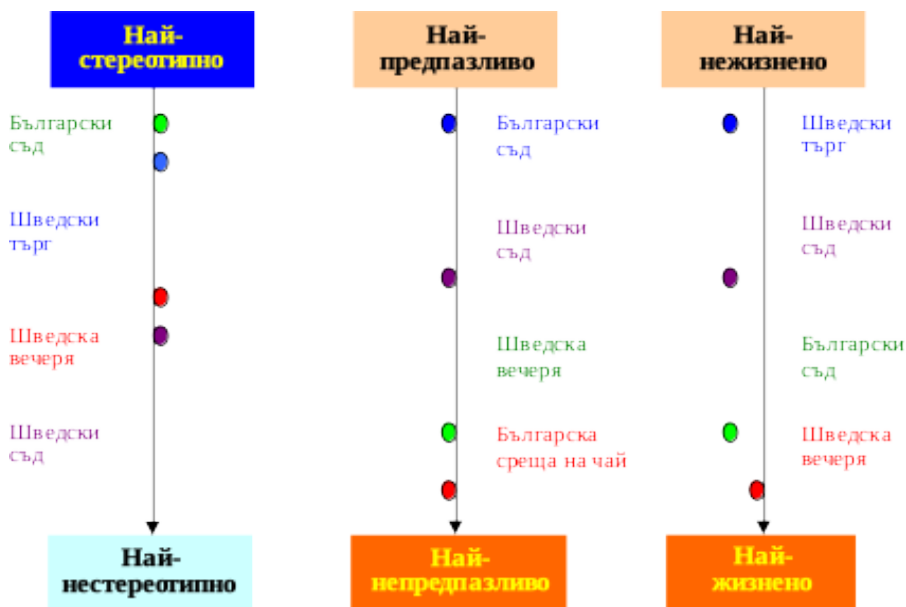 Най-
стереотипно
Български
съд
Шведски
търг
Шведска
вечеря
Шведски
съд
Най-
нестереотипно
Най-
предпазливо
Български
съд
Шведски
съд
Шведска
вечеря
Българска
среща на чай
Най-
непредпазливо
Най-
нежизнено
Шведски
търг
Шведски
съд
Български
съд
Шведска
вечеря
Най-
жизнено